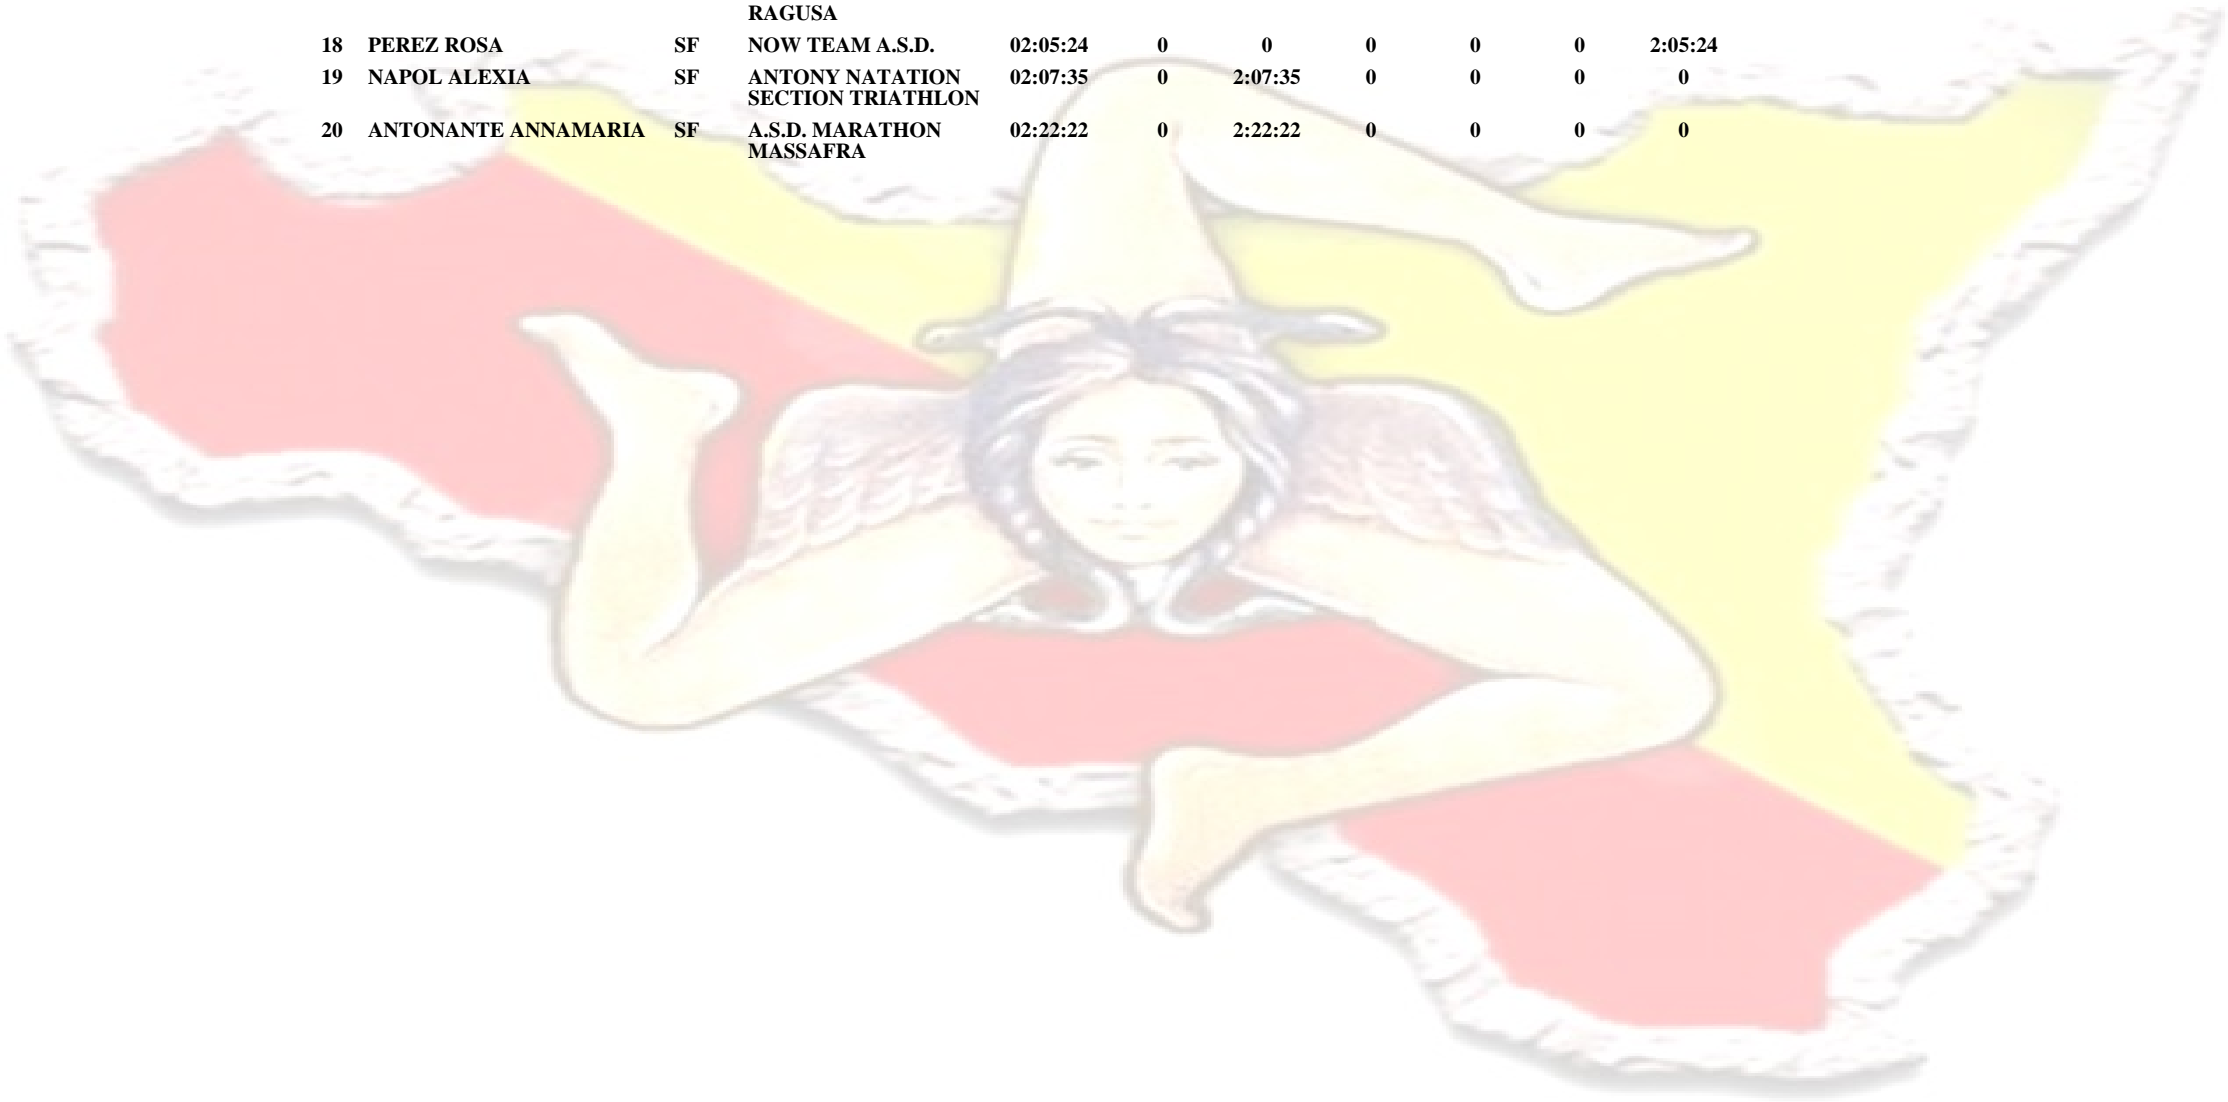 RAGUSA
18 PEREZ ROSA SF NOW TEAM A.S.D. 02:05:24 0 0 0 0 0 2:05:24
19 NAPOL ALEXIA SF ANTONY NATATION 02:07:35 0 2:07:35 0 0 0 0
SECTION TRIATHLON
20 ANTONANTE ANNAMARIA SF A.S.D. MARATHON 02:22:22 0 2:22:22 0 0 0 0
MASSAFRA